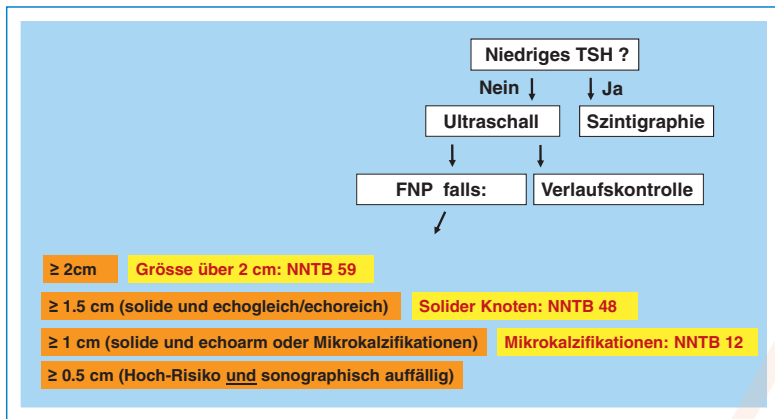 Niedriges TSH ?
Nein Ja
Ultraschall Szintigraphie
FNP falls: Verlaufskontrolle
≥ 2cm Grösse über 2 cm: NNTB 59
≥ 1.5 cm (solide und echogleich/echoreich) Solider Knoten: NNTB 48
≥ 1 cm (solide und echoarm oder Mikrokalzifikationen) Mikrokalzifikationen: NNTB 12
≥ 0.5 cm (Hoch-Risiko und sonographisch auffällig)